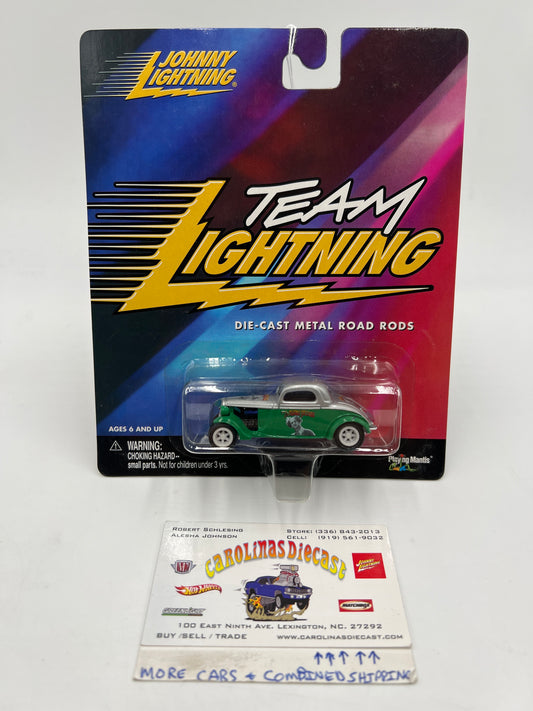 JOHNNY
LIGHTNING®
TEAM
LIGHTNING
DIE-CAST METAL ROAD RODS
AGES 6 AND UP
WARNING:
CHOKING HAZARD--
small parts. Not for children under 3 yrs.
Playing Mantis
Robert Schlesing
Store: (336) 843-2013
Alesha Johnson
Cell: (919) 561-9032
CAROLINAS DIECAST
JOHNNY LIGHTNING
Hot Wheels
GREENLIGHT
MATCHBOX
100 East Ninth Ave. Lexington, NC. 27292
BUY / SELL / TRADE
www.carolinasdiecast.com
↑↑↑↑↑
MORE CARS & COMBINED SHIPPING